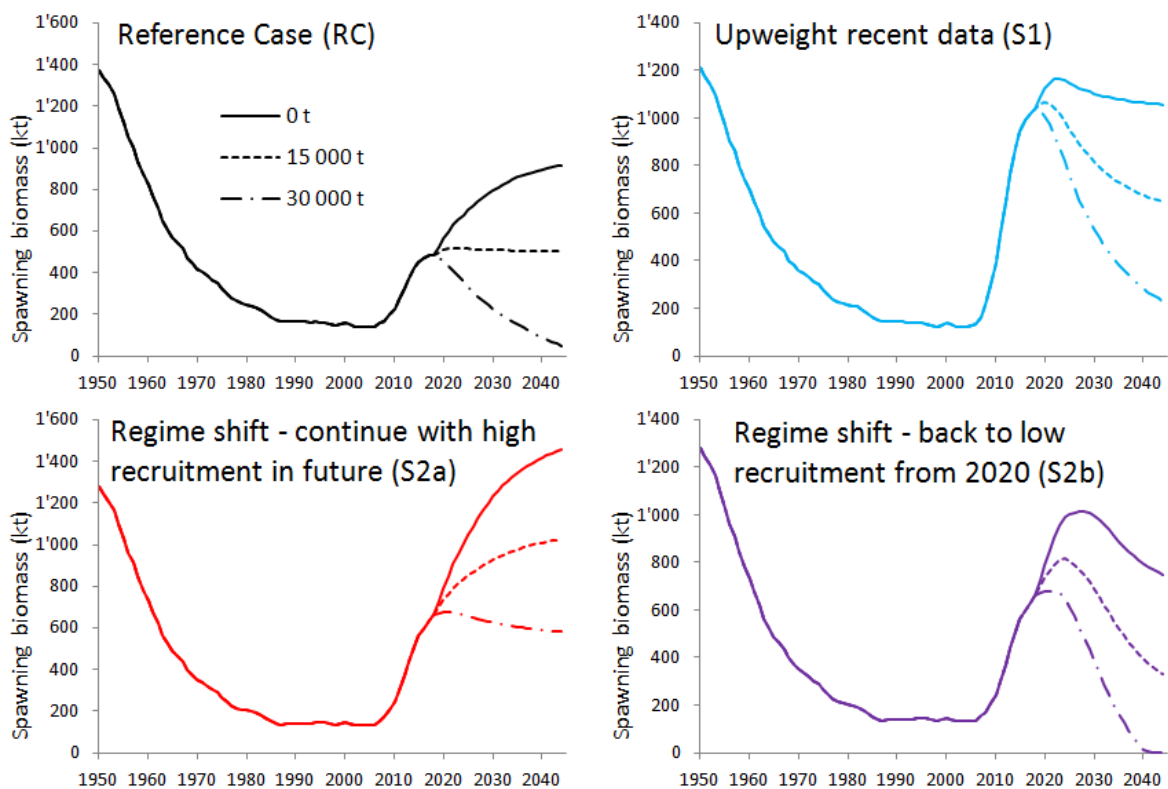 Reference Case (RC)
Spawning biomass (kt)
1'600
1'400
1'200
1'000
800
600
400
200
0
0 t
15 000 t
30 000 t
1950 1960 1970 1980 1990 2000 2010 2020 2030 2040
Upweight recent data (S1)
Spawning biomass (kt)
1'400
1'200
1'000
800
600
400
200
0
1950 1960 1970 1980 1990 2000 2010 2020 2030 2040
Regime shift - continue with high
recruitment in future (S2a)
Spawning biomass (kt)
1'600
1'400
1'200
1'000
800
600
400
200
0
1950 1960 1970 1980 1990 2000 2010 2020 2030 2040
Regime shift - back to low
recruitment from 2020 (S2b)
Spawning biomass (kt)
1'400
1'200
1'000
800
600
400
200
0
1950 1960 1970 1980 1990 2000 2010 2020 2030 2040